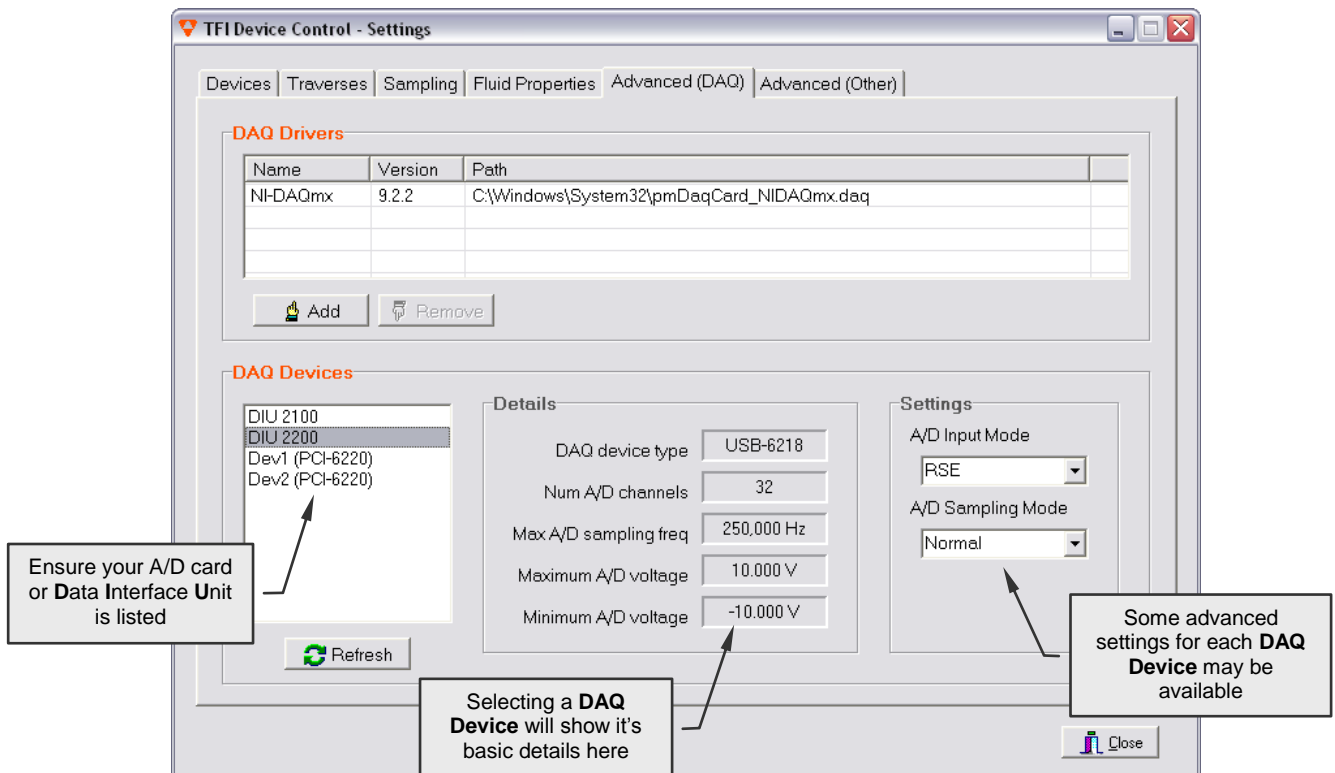 TFI Device Control - Settings
Devices Traverses Sampling Fluid Properties Advanced (DAQ) Advanced (Other)
DAQ Drivers
Name Version Path
NI-DAQmx 9.2.2 C:\Windows\System32\pmDaqCard_NIDAQmx.daq
Add Remove
DAQ Devices
DIU 2100
DIU 2200
Dev1 (PCI-6220)
Dev2 (PCI-6220)
Refresh
Details
DAQ device type USB-6218
Num A/D channels 32
Max A/D sampling freq 250,000 Hz
Maximum A/D voltage 10.000 V
Minimum A/D voltage -10.000 V
Settings
A/D Input Mode
RSE
A/D Sampling Mode
Normal
Ensure your A/D card
or Data Interface Unit
is listed
Selecting a DAQ
Device will show it's
basic details here
Some advanced
settings for each DAQ
Device may be
available
Close